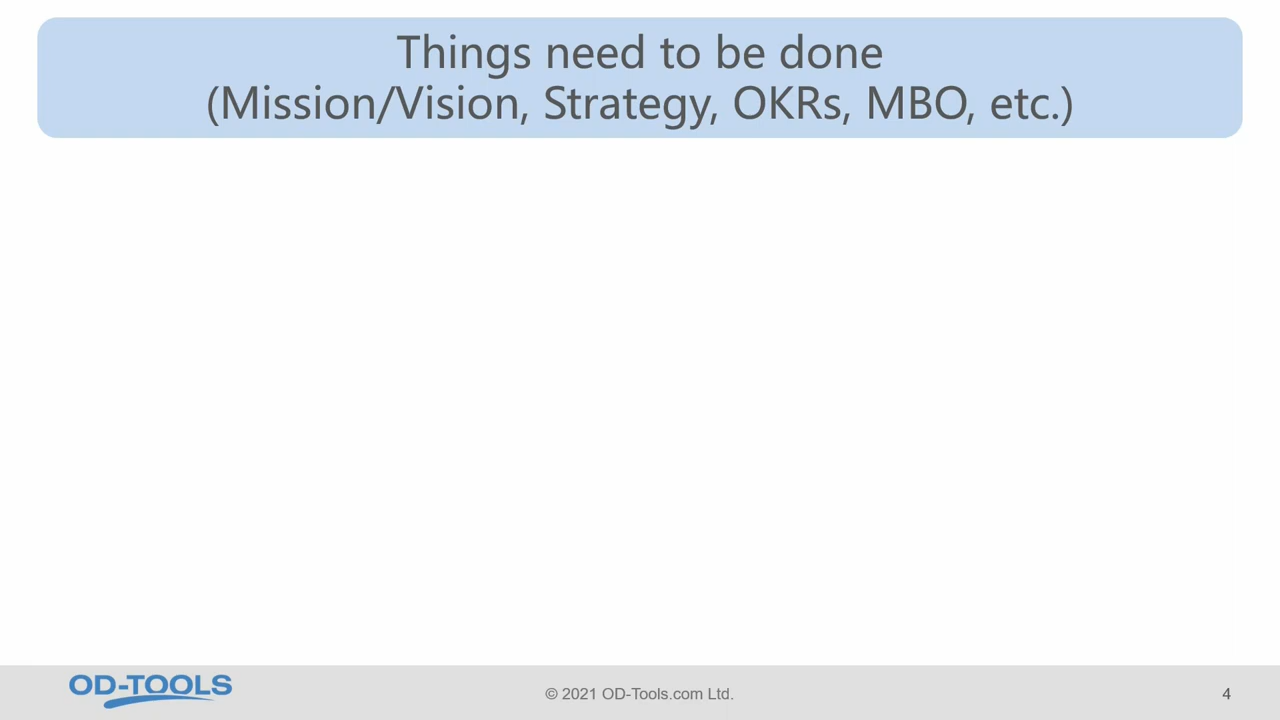 Things need to be done
(Mission/Vision, Strategy, OKRs, MBO, etc.)
OD-TOOLS
© 2021 OD-Tools.com Ltd.
4